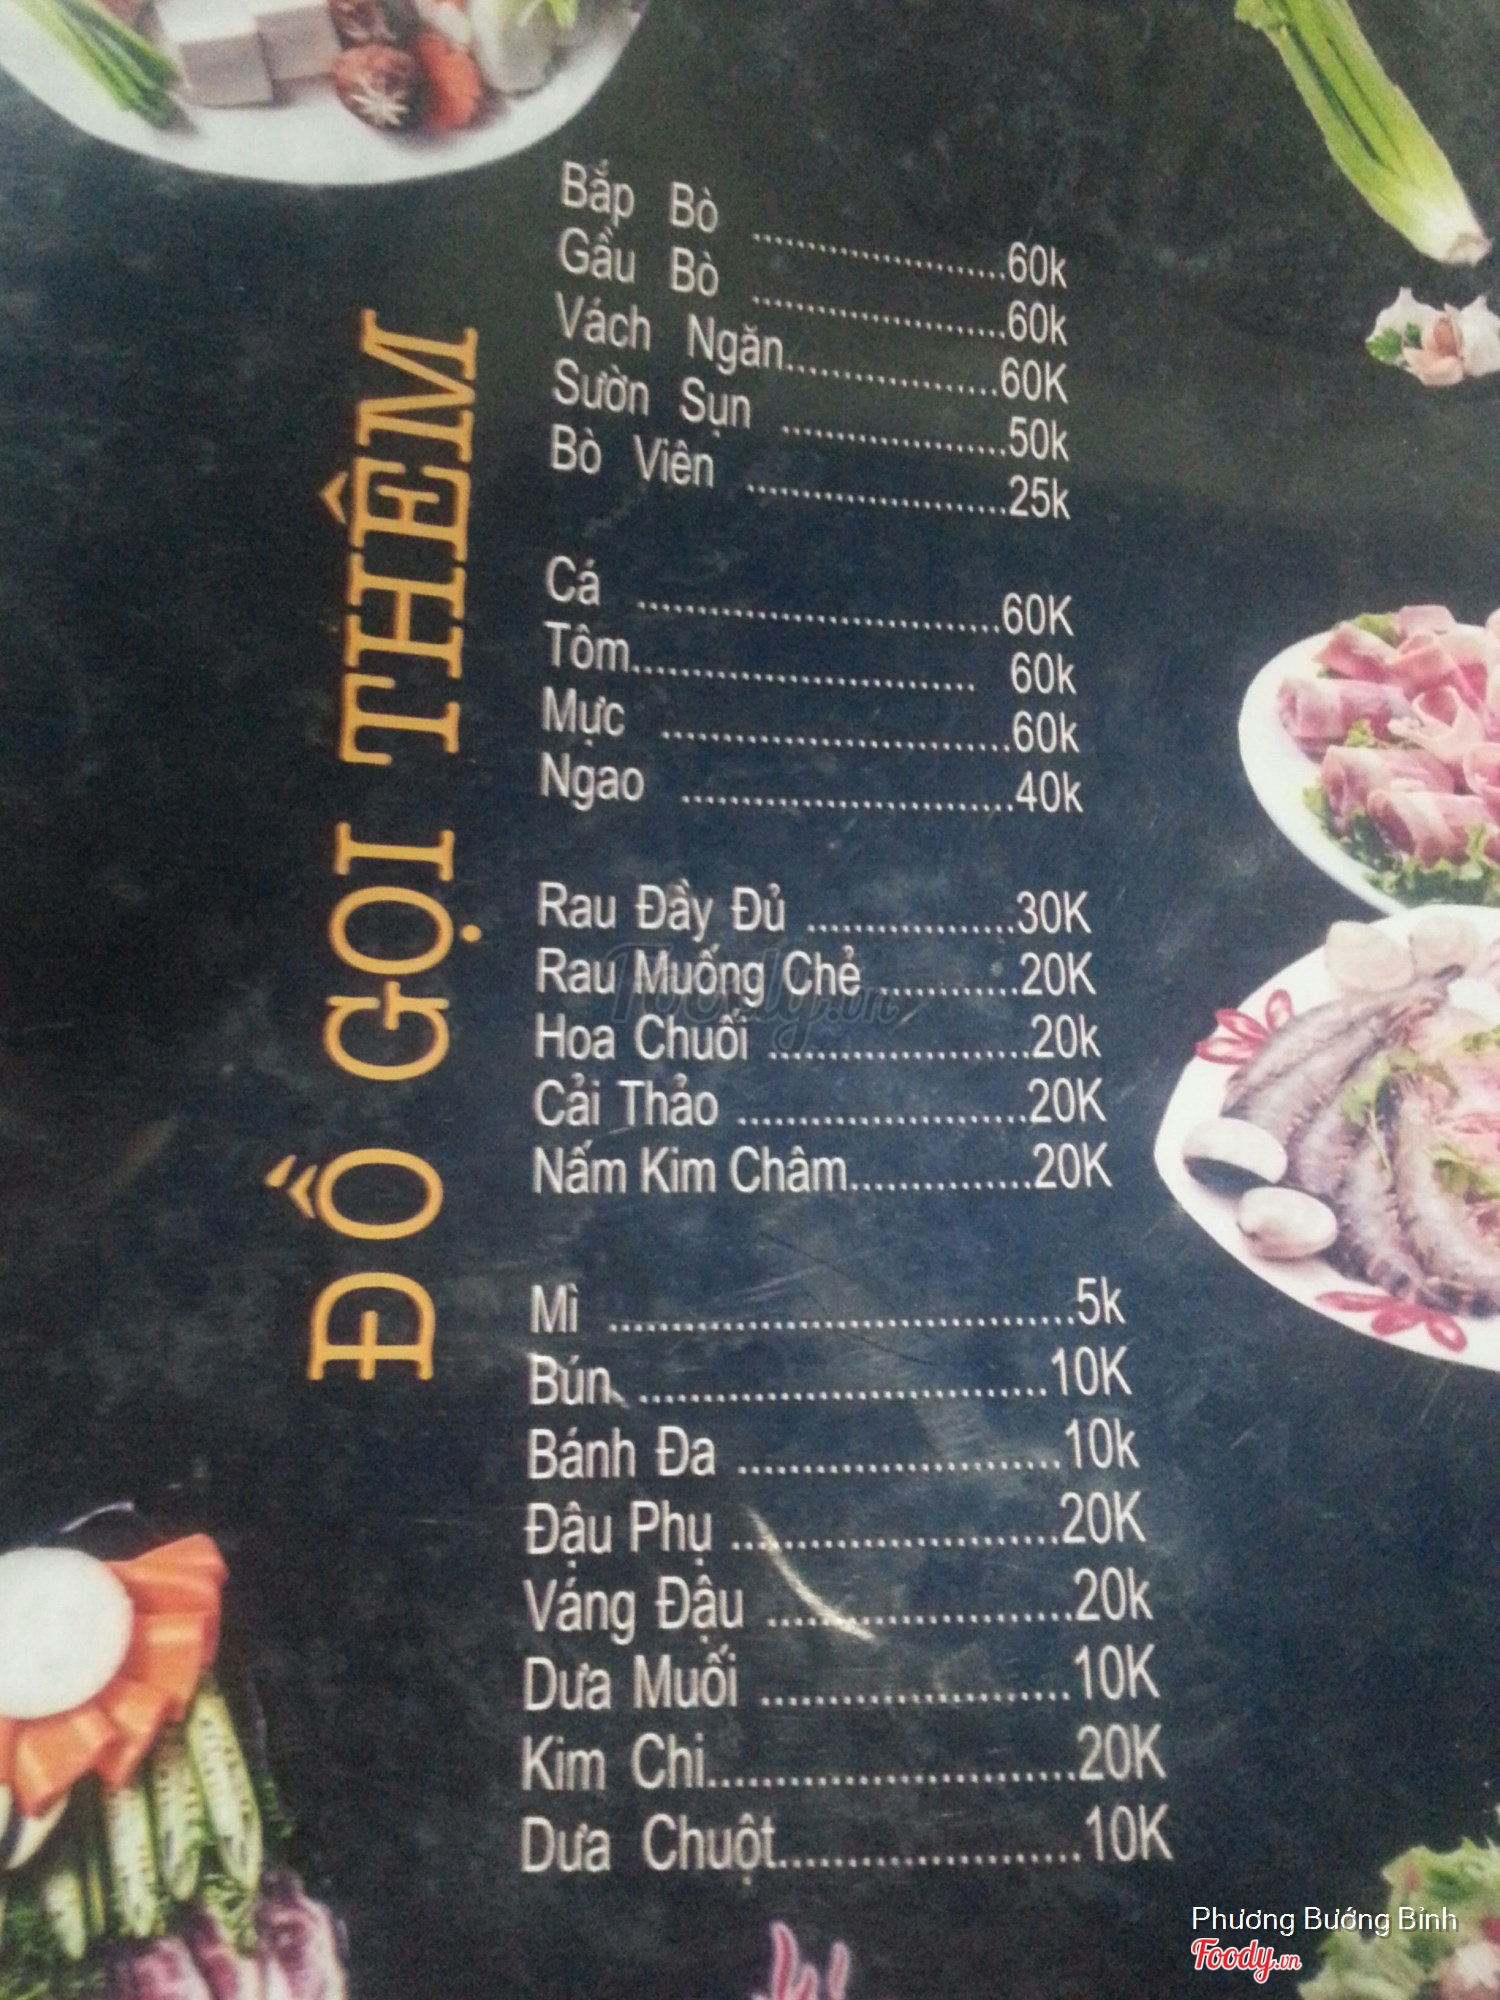 ĐỒ GỌI THÊM
Bắp Bò ........................60k
Gầu Bò ........................60k
Vách Ngăn....................60K
Sườn Sụn ......................50k
Bò Viên ........................25k
Cá ..................................60K
Tôm................................ 60k
Mực ................................60k
Ngao ..............................40k
Rau Đầy Đủ ..................30K
Rau Muống Chẻ ............20K
Hoa Chuối ......................20k
Cải Thảo ........................20K
Nấm Kim Châm................20K
Mì ....................................5k
Bún ................................10K
Bánh Đa ..........................10k
Đậu Phụ ..........................20K
Váng Đậu ........................20k
Dưa Muối ........................10K
Kim Chi............................20K
Dưa Chuột........................10K
Foody.vn
Phương Bướng Bỉnh
Foody.vn